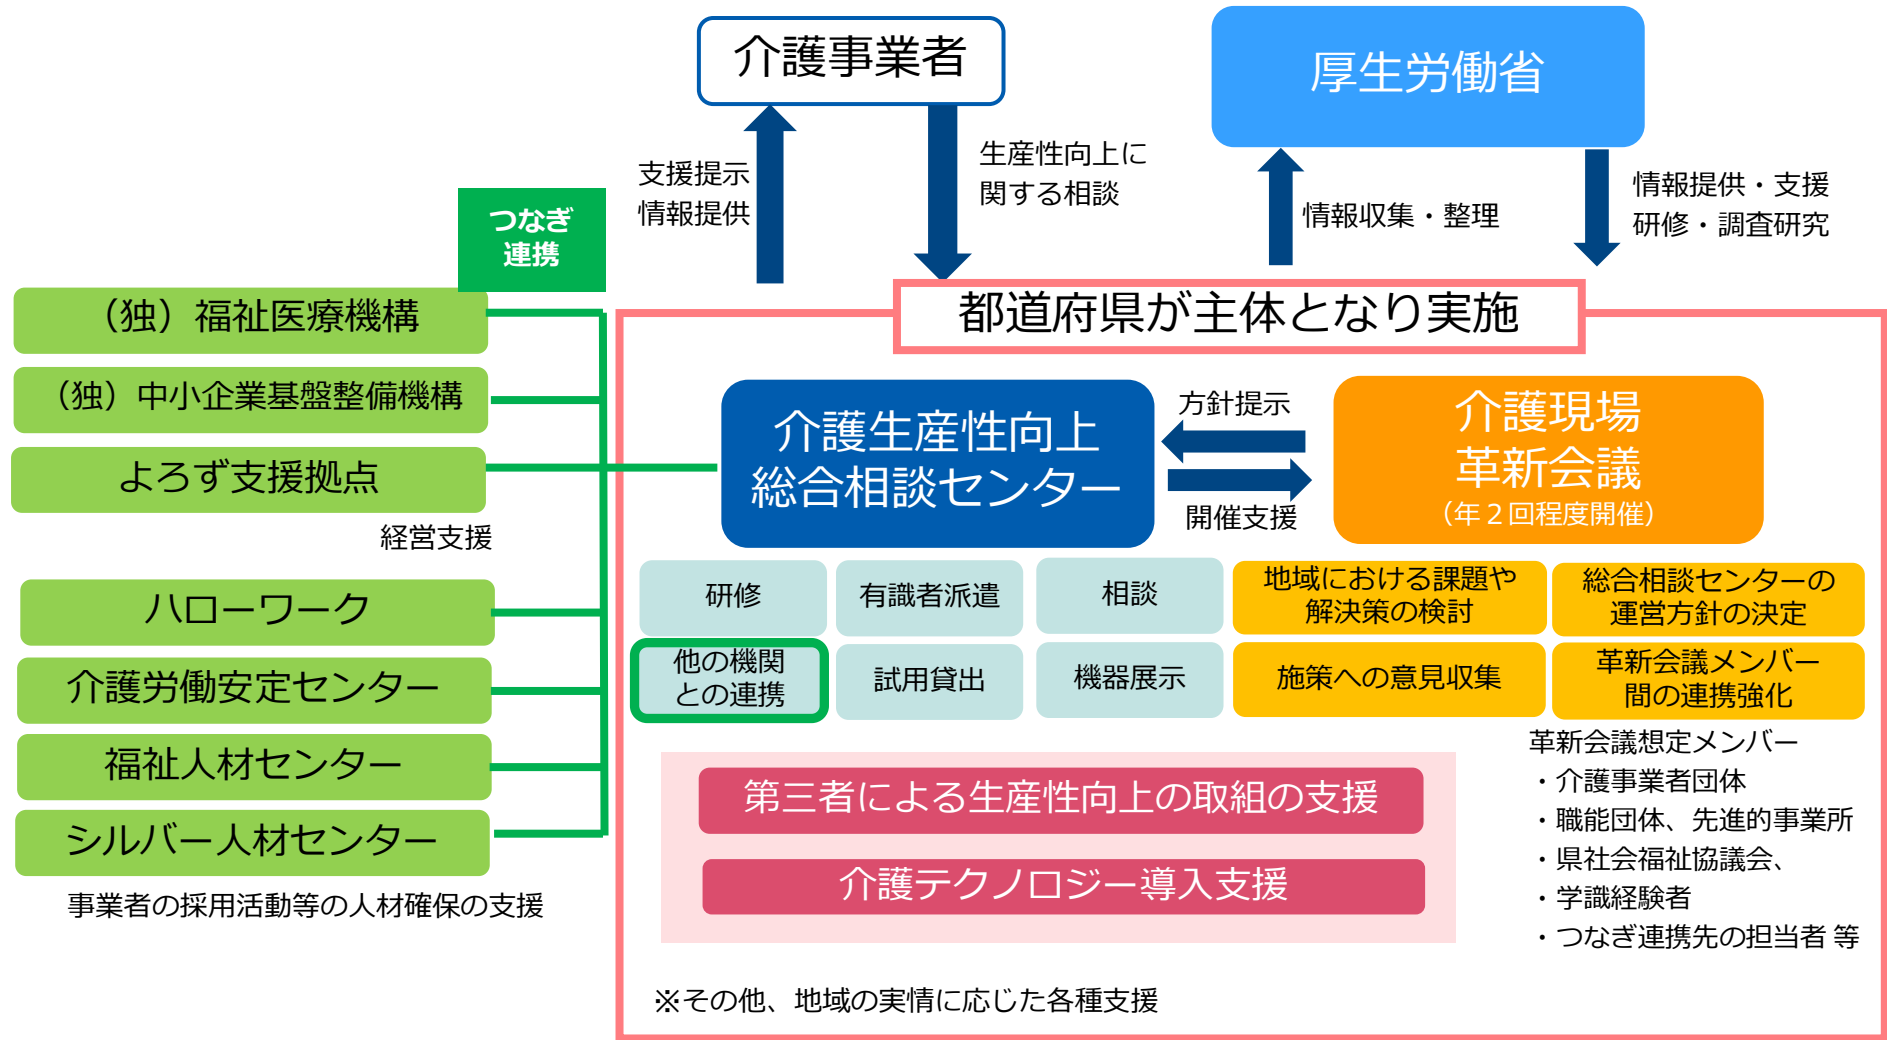 介護事業者
厚生労働省
支援提示
情報提供
生産性向上に
関する相談
情報収集・整理
情報提供・支援
研修・調査研究
つなぎ
連携
（独）福祉医療機構
（独）中小企業基盤整備機構
よろず支援拠点
経営支援
ハローワーク
介護労働安定センター
福祉人材センター
シルバー人材センター
事業者の採用活動等の人材確保の支援
都道府県が主体となり実施
介護生産性向上
総合相談センター
方針提示
開催支援
介護現場
革新会議
（年２回程度開催）
研修
有識者派遣
相談
他の機関
との連携
試用貸出
機器展示
地域における課題や
解決策の検討
総合相談センターの
運営方針の決定
施策への意見収集
革新会議メンバー
間の連携強化
第三者による生産性向上の取組の支援
介護テクノロジー導入支援
革新会議想定メンバー
・介護事業者団体
・職能団体、先進的事業所
・県社会福祉協議会、
・学識経験者
・つなぎ連携先の担当者 等
※その他、地域の実情に応じた各種支援